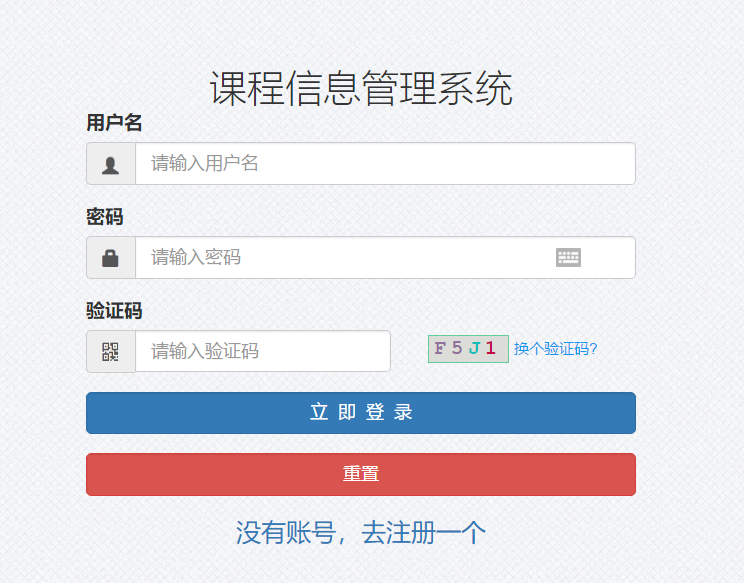 课程信息管理系统
用户名
请输入用户名
密码
请输入密码
验证码
请输入验证码 F5J1 换个验证码?
立即登录
重置
没有账号，去注册一个